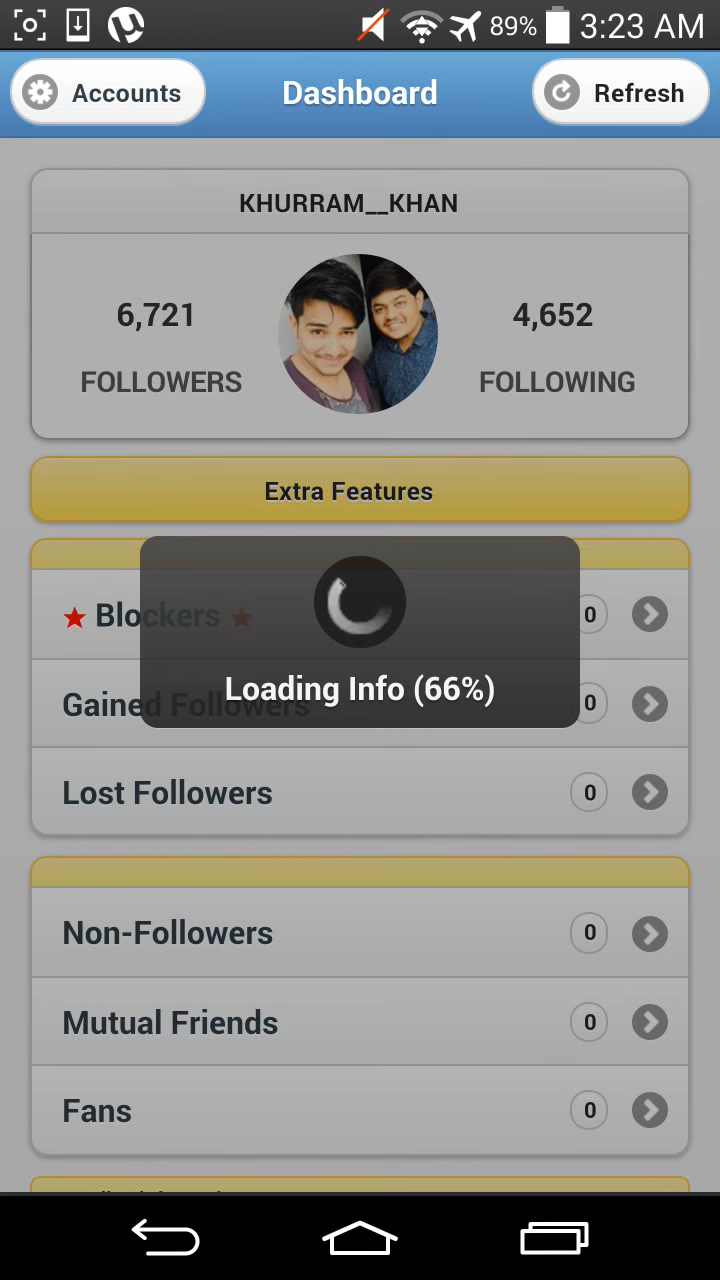 89% 3:23 AM
Accounts Dashboard Refresh
KHURRAM__KHAN
6,721 4,652
FOLLOWERS FOLLOWING
Extra Features
Blockers 0
Loading Info (66%)
Gained Followers 0
Lost Followers 0
Non-Followers 0
Mutual Friends 0
Fans 0